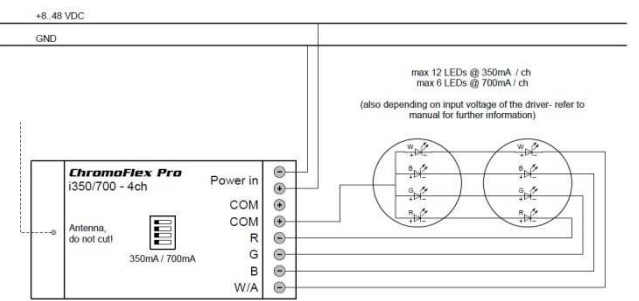 +8..48 VDC
GND
max 12 LEDs @ 350mA / ch
max 6 LEDs @ 700mA / ch
(also depending on input voltage of the driver- refer to
manual for further information)
ChromoFlex Pro
i350/700 - 4ch
Antenna,
do not cut!
350mA / 700mA
Power in
COM
COM
R
G
B
W/A
W
B
G
R
W
B
G
R